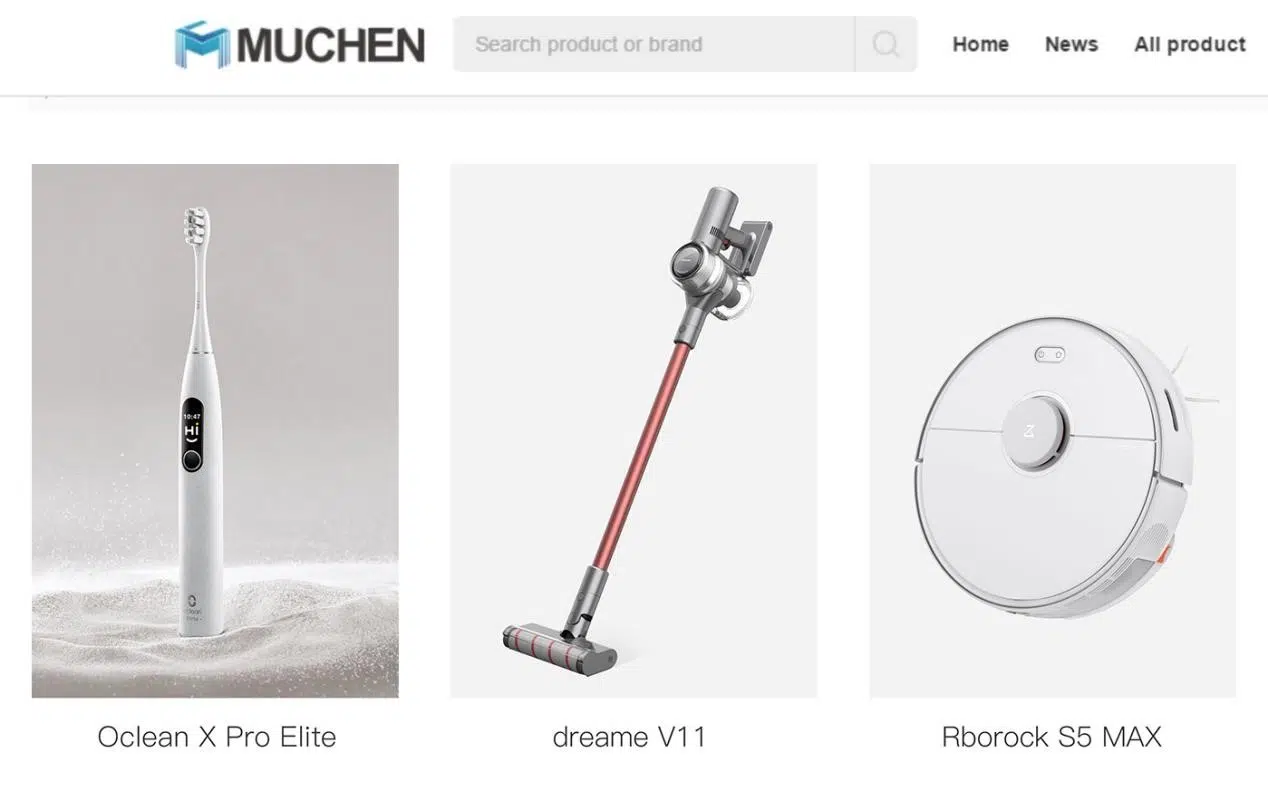 MUCHEN
Search product or brand
Home
News
All product
10:47
Hi
Oclean X Pro Elite
dreame V11
Rborock S5 MAX